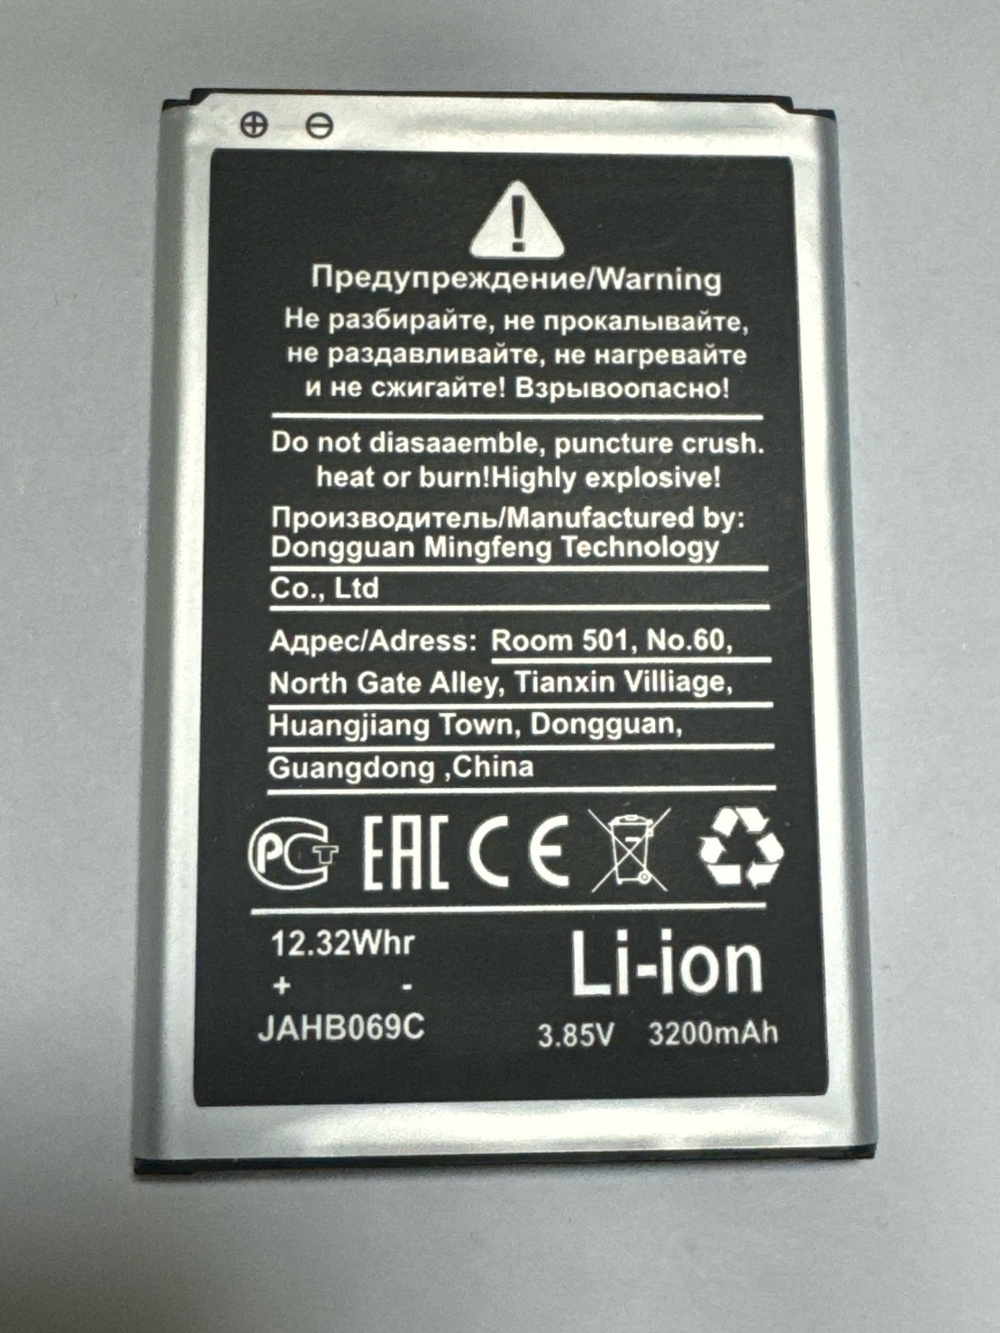 Предупреждение/Warning
Не разбирайте, не прокалывайте,
не раздавливайте, не нагревайте
и не сжигайте! Взрывоопасно!
Do not diasaaemble, puncture crush.
heat or burn!Highly explosive!
Производитель/Manufactured by:
Dongguan Mingfeng Technology
Co., Ltd
Адрес/Adress: Room 501, No.60,
North Gate Alley, Tianxin Villiage,
Huangjiang Town, Dongguan,
Guangdong ,China
РСТ EAC CE
12.32Whr
+ -
Li-ion
JAHB069C
3.85V 3200mAh